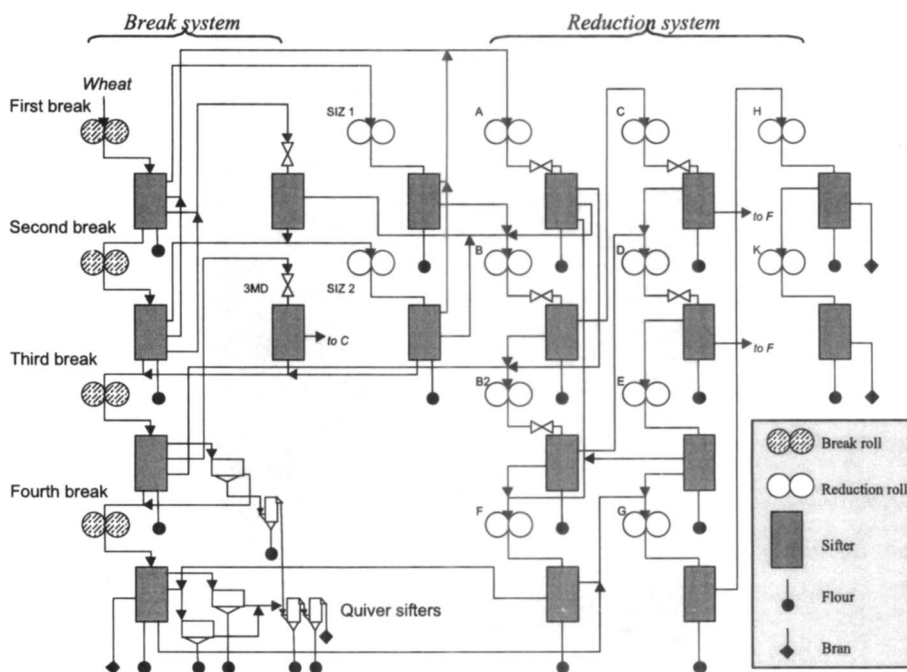 Break system
Reduction system
Wheat
First break
SIZ 1
A
C
H
to F
Second break
B
D
K
3MD
SIZ 2
to C
to F
Third break
B2
E
Break roll
Fourth break
Reduction roll
F
G
Sifter
Quiver sifters
Flour
Bran